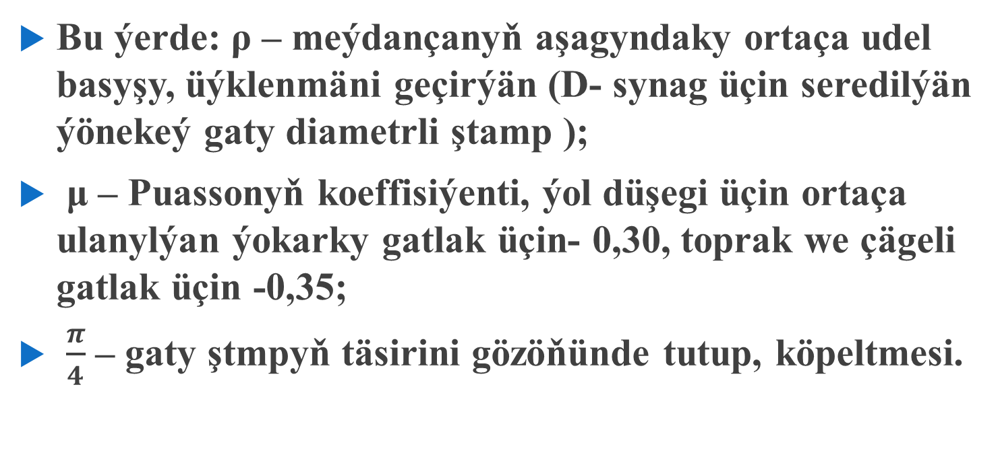 Bu ýerde: ρ – meýdançanyň aşagyndaky ortaça udel
basyşy, üýklenmäni geçirýän (D- synag üçin seredilýän
ýönekeý gaty diametrli ştamp );
μ – Puassonyň koeffisiýenti, ýol düşegi üçin ortaça
ulanylýan ýokarky gatlak üçin- 0,30, toprak we çägeli
gatlak üçin -0,35;
π/4 – gaty ştmpyň täsirini gözöňünde tutup, köpeltmesi.